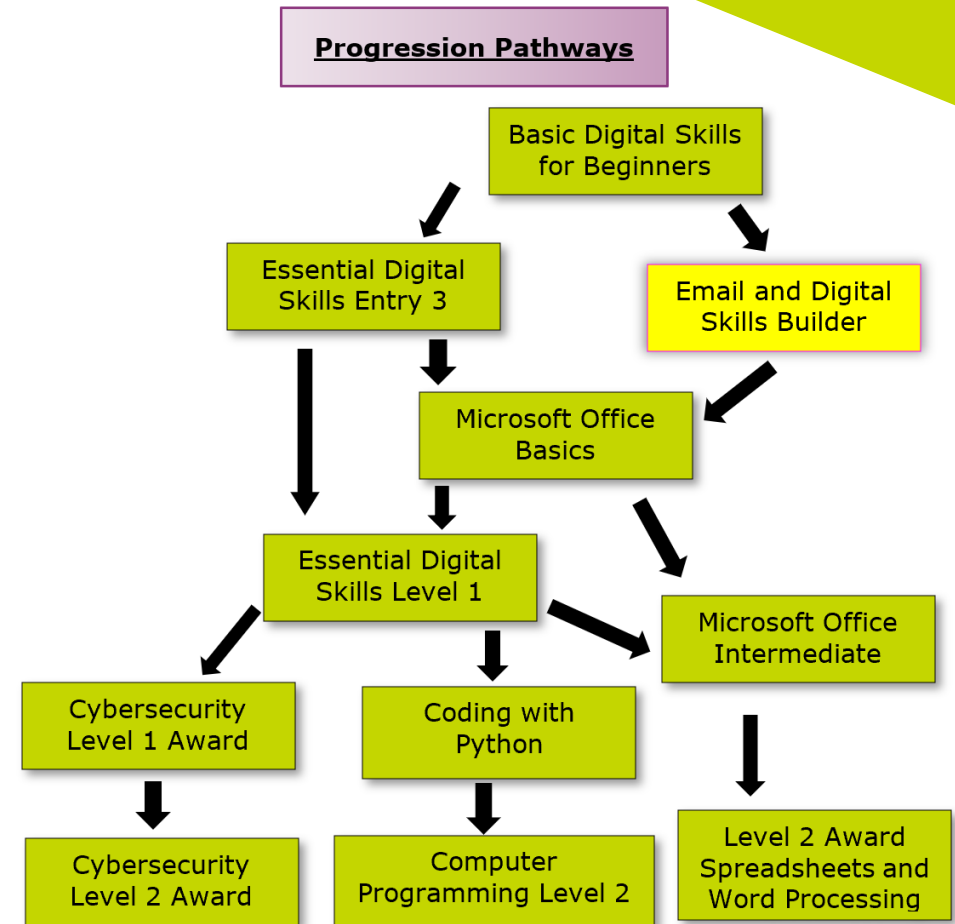 Progression Pathways
Basic Digital Skills
for Beginners
Essential Digital
Skills Entry 3
Email and Digital
Skills Builder
Microsoft Office
Basics
Essential Digital
Skills Level 1
Microsoft Office
Intermediate
Cybersecurity
Level 1 Award
Coding with
Python
Cybersecurity
Level 2 Award
Computer
Programming Level 2
Level 2 Award
Spreadsheets and
Word Processing